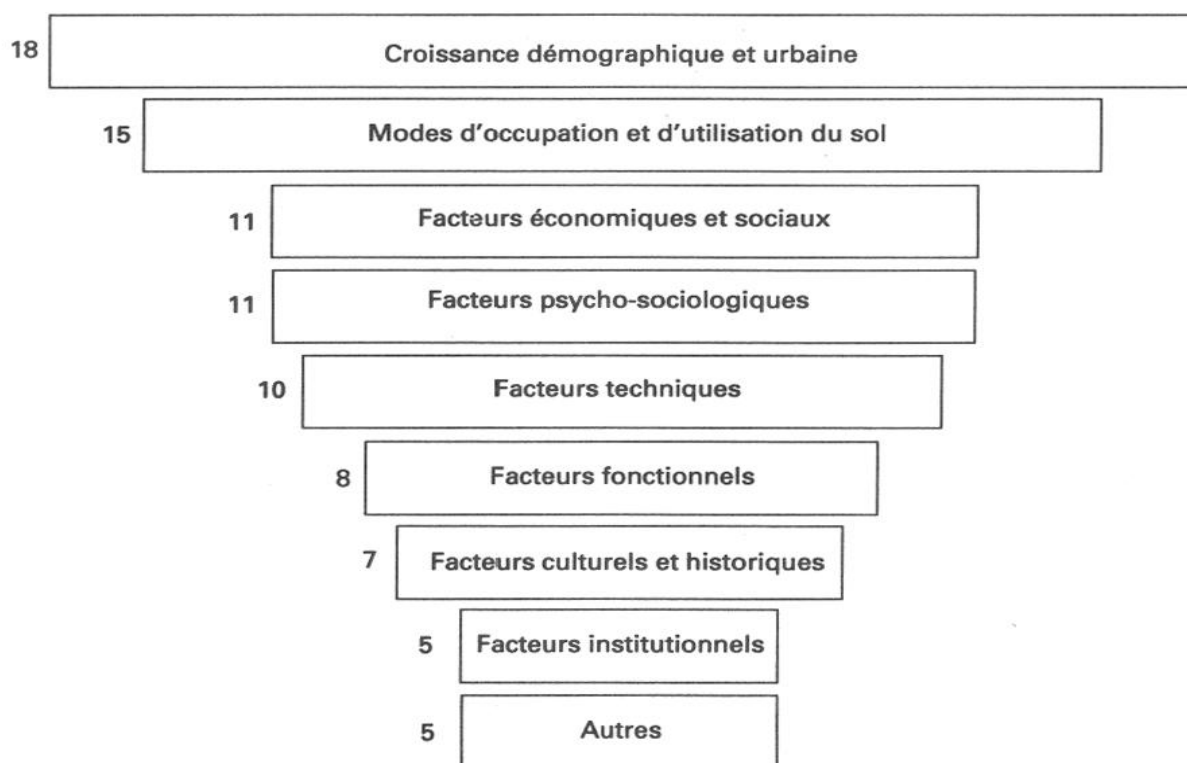 18 Croissance démographique et urbaine
15 Modes d'occupation et d'utilisation du sol
11 Facteurs économiques et sociaux
11 Facteurs psycho-sociologiques
10 Facteurs techniques
8 Facteurs fonctionnels
7 Facteurs culturels et historiques
5 Facteurs institutionnels
5 Autres